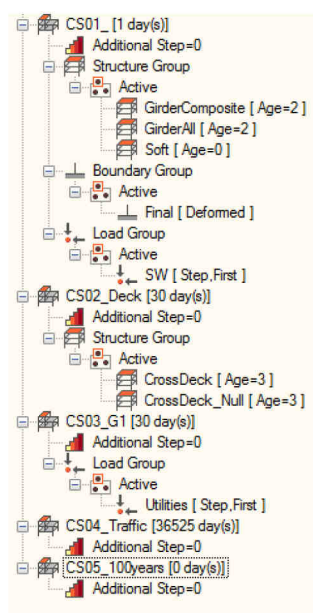 CS01_ [1 day(s)]
Additional Step=0
Structure Group
Active
GirderComposite [ Age=2 ]
GirderAll [ Age=2 ]
Soft [ Age=0 ]
Boundary Group
Active
Final [ Deformed ]
Load Group
Active
SW [ Step,First ]
CS02_Deck [30 day(s)]
Additional Step=0
Structure Group
Active
CrossDeck [ Age=3 ]
CrossDeck_Null [ Age=3 ]
CS03_G1 [30 day(s)]
Additional Step=0
Load Group
Active
Utilities [ Step,First ]
CS04_Traffic [36525 day(s)]
Additional Step=0
CS05_100years [0 day(s)]
Additional Step=0